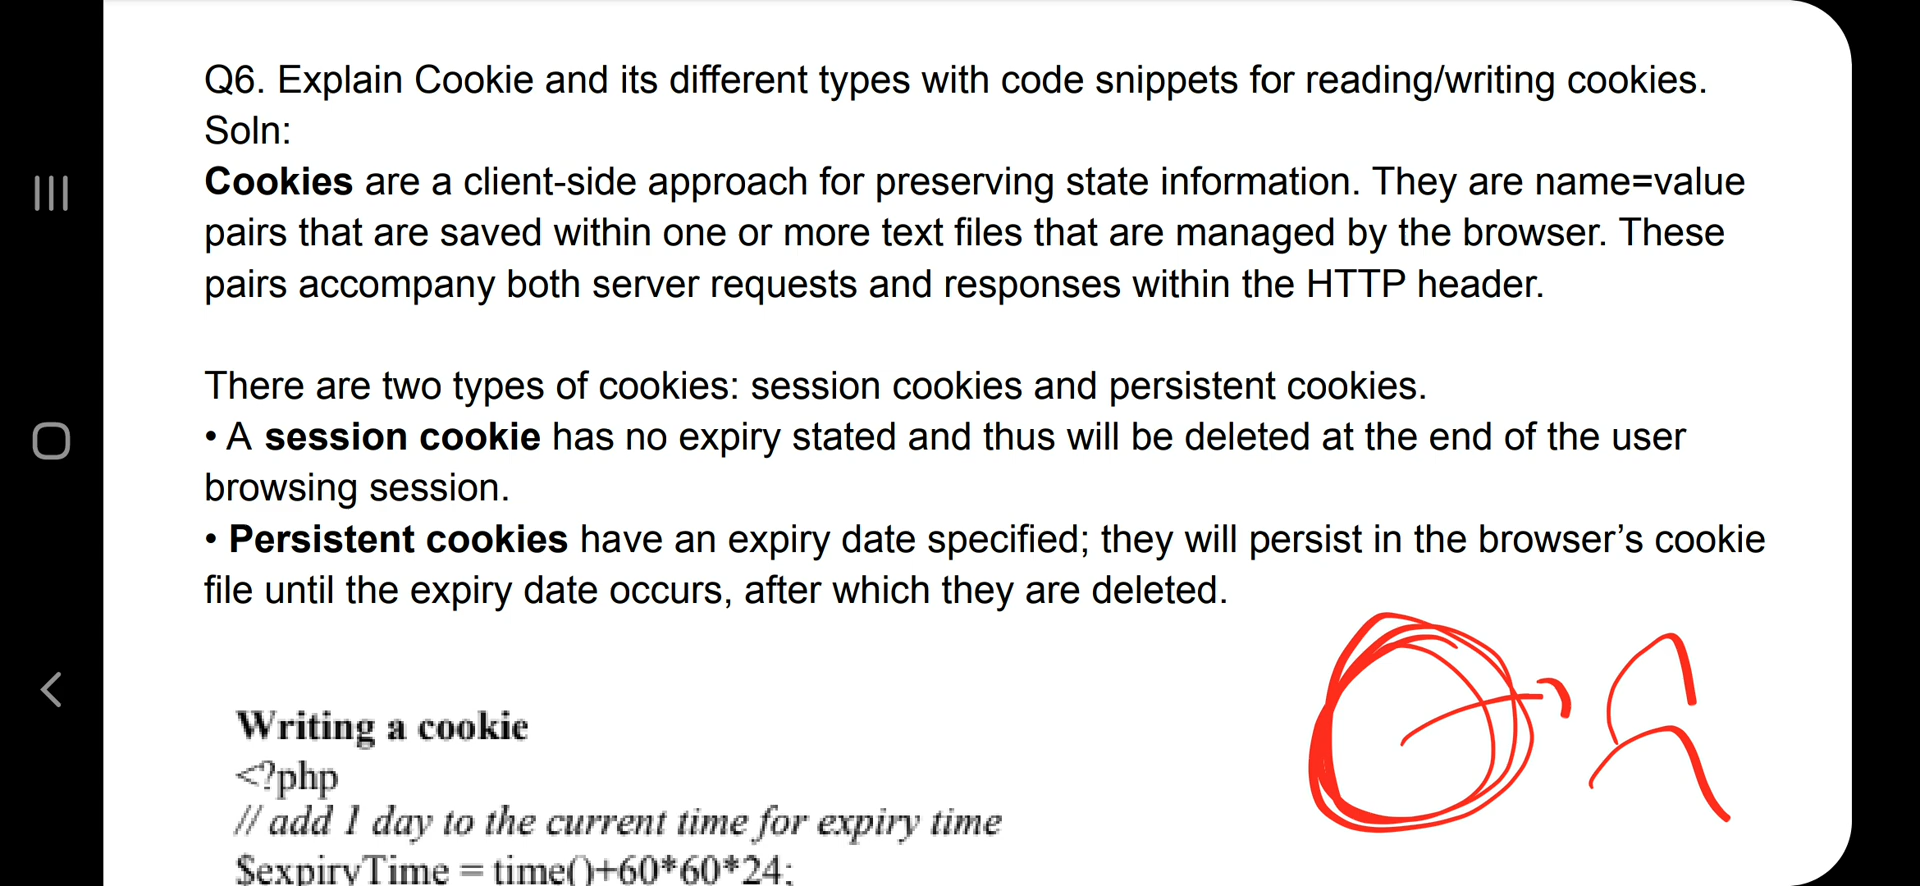 Q6. Explain Cookie and its different types with code snippets for reading/writing cookies.
Soln:
Cookies are a client-side approach for preserving state information. They are name=value
pairs that are saved within one or more text files that are managed by the browser. These
pairs accompany both server requests and responses within the HTTP header.
There are two types of cookies: session cookies and persistent cookies.
• A session cookie has no expiry stated and thus will be deleted at the end of the user
browsing session.
• Persistent cookies have an expiry date specified; they will persist in the browser's cookie
file until the expiry date occurs, after which they are deleted.
Writing a cookie
<?php
// add 1 day to the current time for expiry time
$expiryTime = time()+60*60*24;